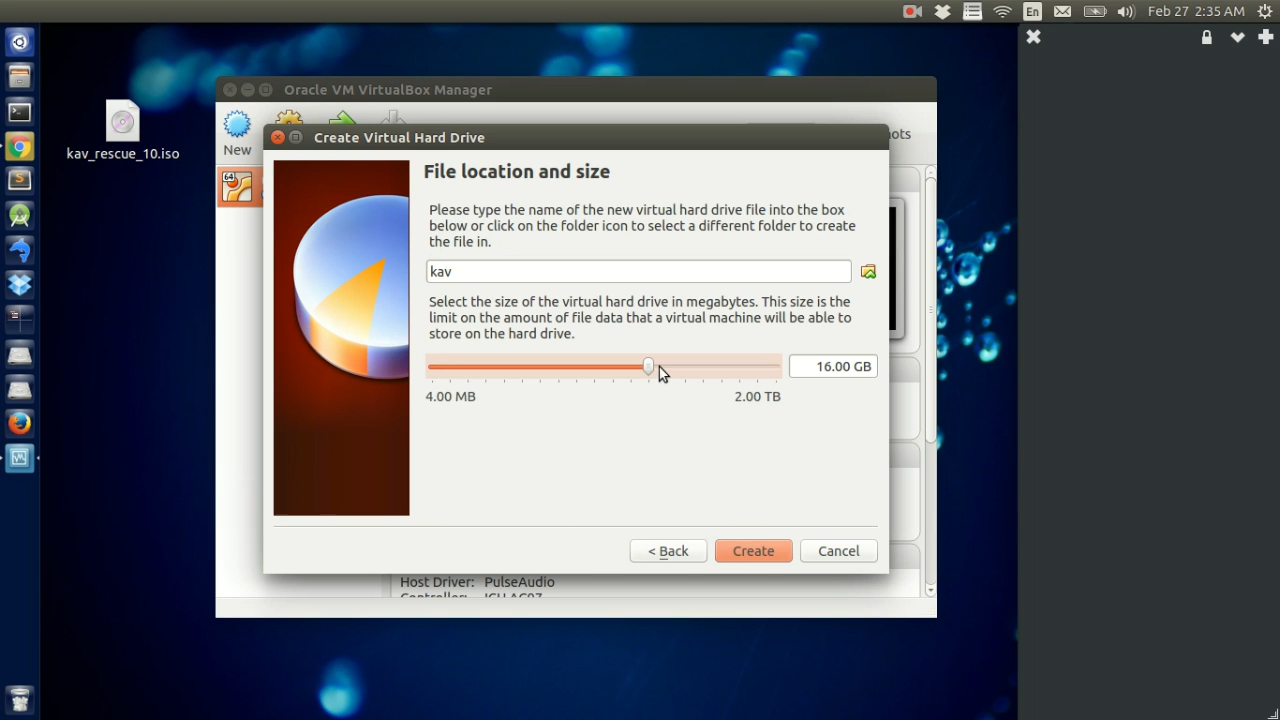 En
Feb 27 2:35 AM
kav_rescue_10.iso
Oracle VM VirtualBox Manager
New
ots
64
Create Virtual Hard Drive
File location and size
Please type the name of the new virtual hard drive file into the box
below or click on the folder icon to select a different folder to create
the file in.
kav
Select the size of the virtual hard drive in megabytes. This size is the
limit on the amount of file data that a virtual machine will be able to
store on the hard drive.
16.00 GB
4.00 MB
2.00 TB
< Back
Create
Cancel
Host Driver: PulseAudio